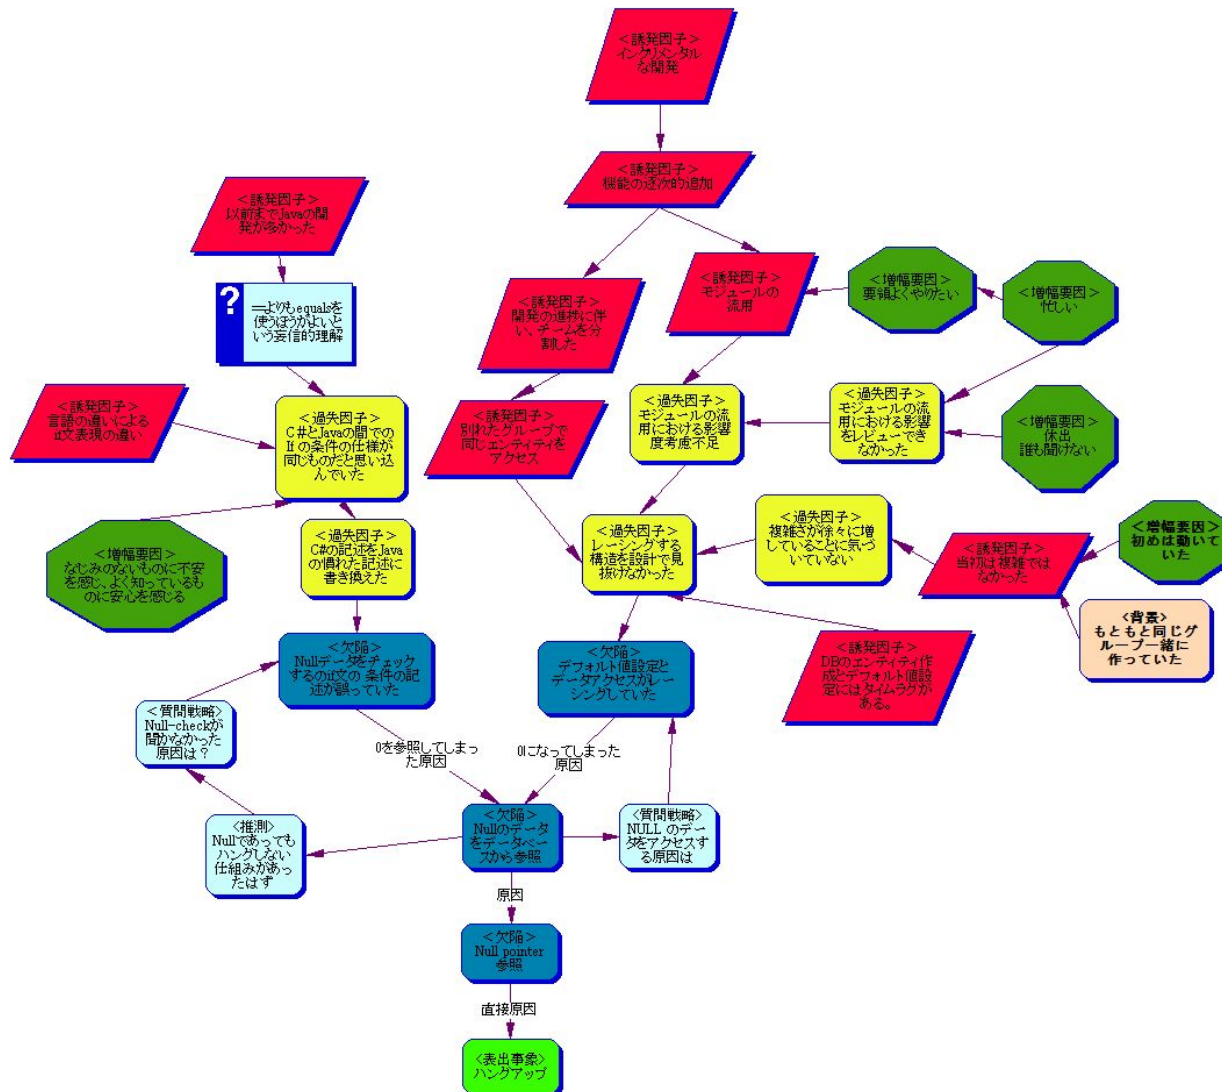 ＜誘発因子＞
インクリメンタル
な開発
＜誘発因子＞
機能の逐次的追加
＜誘発因子＞
以前までJavaの開
発が多かった
＜誘発因子＞
モジュールの
流用
＜増幅要因＞
要領よくやりたい
＜増幅要因＞
忙しい
?
＝よりもequalsを
使うほうがよいと
いう妄信的理解
＜誘発因子＞
開発の進捗に伴
い、チームを分
割した
＜誘発因子＞
言語の違いによる
if文表現の違い
＜過失因子＞
C＃とJavaの間での
Ifの条件の仕様が
同じものだと思い込
んでいた
＜誘発因子＞
別れたグループで
同じエンティティを
アクセス
＜過失因子＞
モジュールの流
用における影響
度考慮不足
＜過失因子＞
モジュールの流
用における影響
をレビューでき
なかった
＜増幅要因＞
休出
誰も聞けない
＜増幅要因＞
なじみのないものに不安
を感じ、よく知っているも
のに安心を感じる
＜過失因子＞
C#の記述をJava
の慣れた記述に
書き換えた
＜過失因子＞
レーシングする
構造を設計で見
抜けなかった
＜過失因子＞
複雑さが徐々に増
していることに気づ
いていない
＜誘発因子＞
当初は複雑では
なかった
＜増幅要因＞
初めは動いて
いた
＜背景＞
もともと同じグ
ループ一緒に
作っていた
＜欠陥＞
Nullデータをチェック
するのif文の 条件の記
述が誤っていた
＜欠陥＞
デフォルト値設定と
データアクセスがレー
シングしていた
＜誘発因子＞
DBのエンティティ作
成とデフォルト値設
定にはタイムラグが
ある。
＜質問戦略＞
Null-checkが
聞かなかった
原因は？
0を参照してしまっ
た原因
0になってしまった
原因
＜推測＞
Nullであっても
ハングしない
仕組みがあっ
たはず
＜欠陥＞
Nullのデータ
をデータベー
スから参照
＜質問戦略＞
NULL のデー
タをアクセスす
る原因は
原因
＜欠陥＞
Null pointer
参照
直接原因
＜表出事象＞
ハングアップ